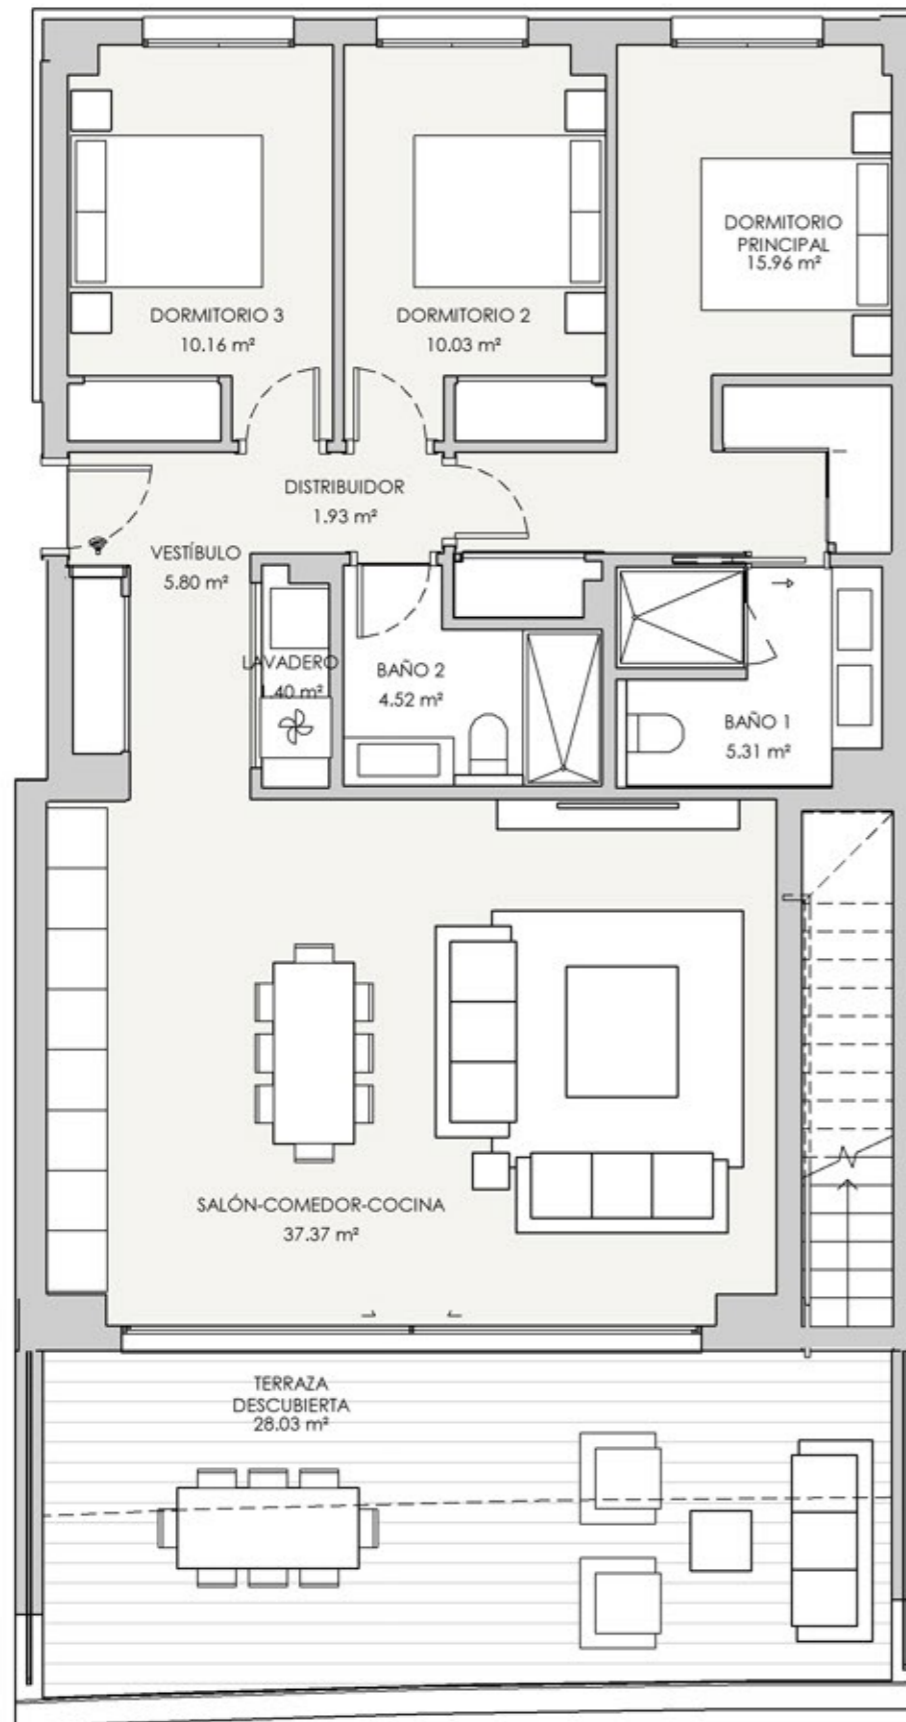 DORMITORIO
PRINCIPAL
15.96 m²
DORMITORIO 3
10.16 m²
DORMITORIO 2
10.03 m²
DISTRIBUIDOR
1.93 m²
VESTÍBULO
5.80 m²
LAVADERO
1.40 m²
BAÑO 2
4.52 m²
BAÑO 1
5.31 m²
SALÓN-COMEDOR-COCINA
37.37 m²
TERRAZA
DESCUBIERTA
28.03 m²